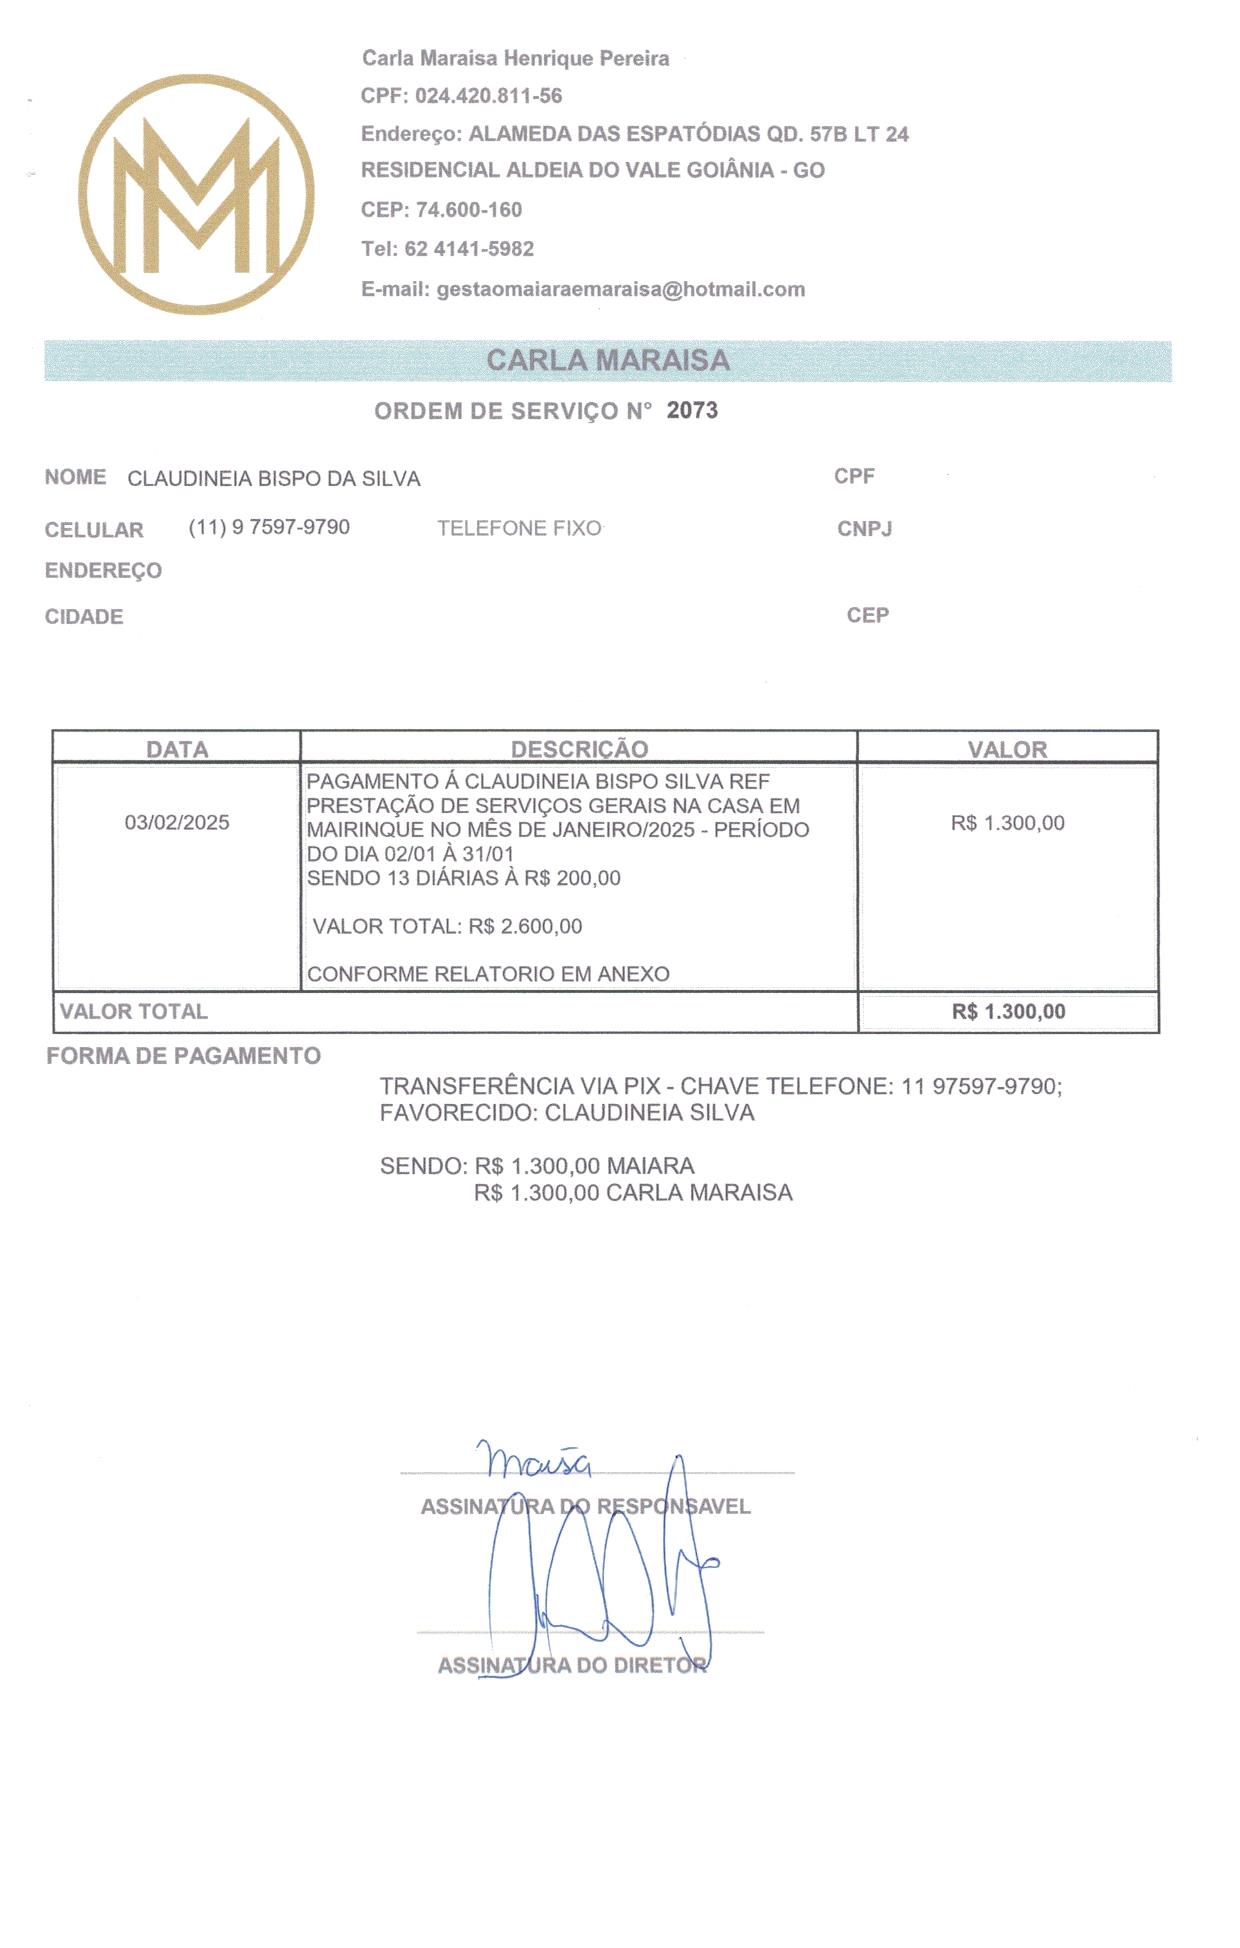 Carla Maraisa Henrique Pereira
CPF: 024.420.811-56
Endereço: ALAMEDA DAS ESPATÓDIAS QD. 57B LT 24
RESIDENCIAL ALDEIA DO VALE GOIÂNIA - GO
CEP: 74.600-160
Tel: 62 4141-5982
E-mail: gestaomaiaraemaraisa@hotmail.com
CARLA MARAISA
ORDEM DE SERVIÇO N° 2073
NOME CLAUDINEIA BISPO DA SILVA CPF
CELULAR (11) 9 7597-9790 TELEFONE FIXO CNPJ
ENDEREÇO
CIDADE CEP
DATA DESCRIÇÃO VALOR
PAGAMENTO Á CLAUDINEIA BISPO SILVA REF
PRESTAÇÃO DE SERVIÇOS GERAIS NA CASA EM
03/02/2025 MAIRINQUE NO MÊS DE JANEIRO/2025 - PERÍODO R$ 1.300,00
DO DIA 02/01 À 31/01
SENDO 13 DIÁRIAS À R$ 200,00
VALOR TOTAL: R$ 2.600,00
CONFORME RELATORIO EM ANEXO
VALOR TOTAL R$ 1.300,00
FORMA DE PAGAMENTO
TRANSFERÊNCIA VIA PIX - CHAVE TELEFONE: 11 97597-9790;
FAVORECIDO: CLAUDINEIA SILVA
SENDO: R$ 1.300,00 MAIARA
R$ 1.300,00 CARLA MARAISA
ASSINATURA DO RESPONSAVEL
ASSINATURA DO DIRETOR